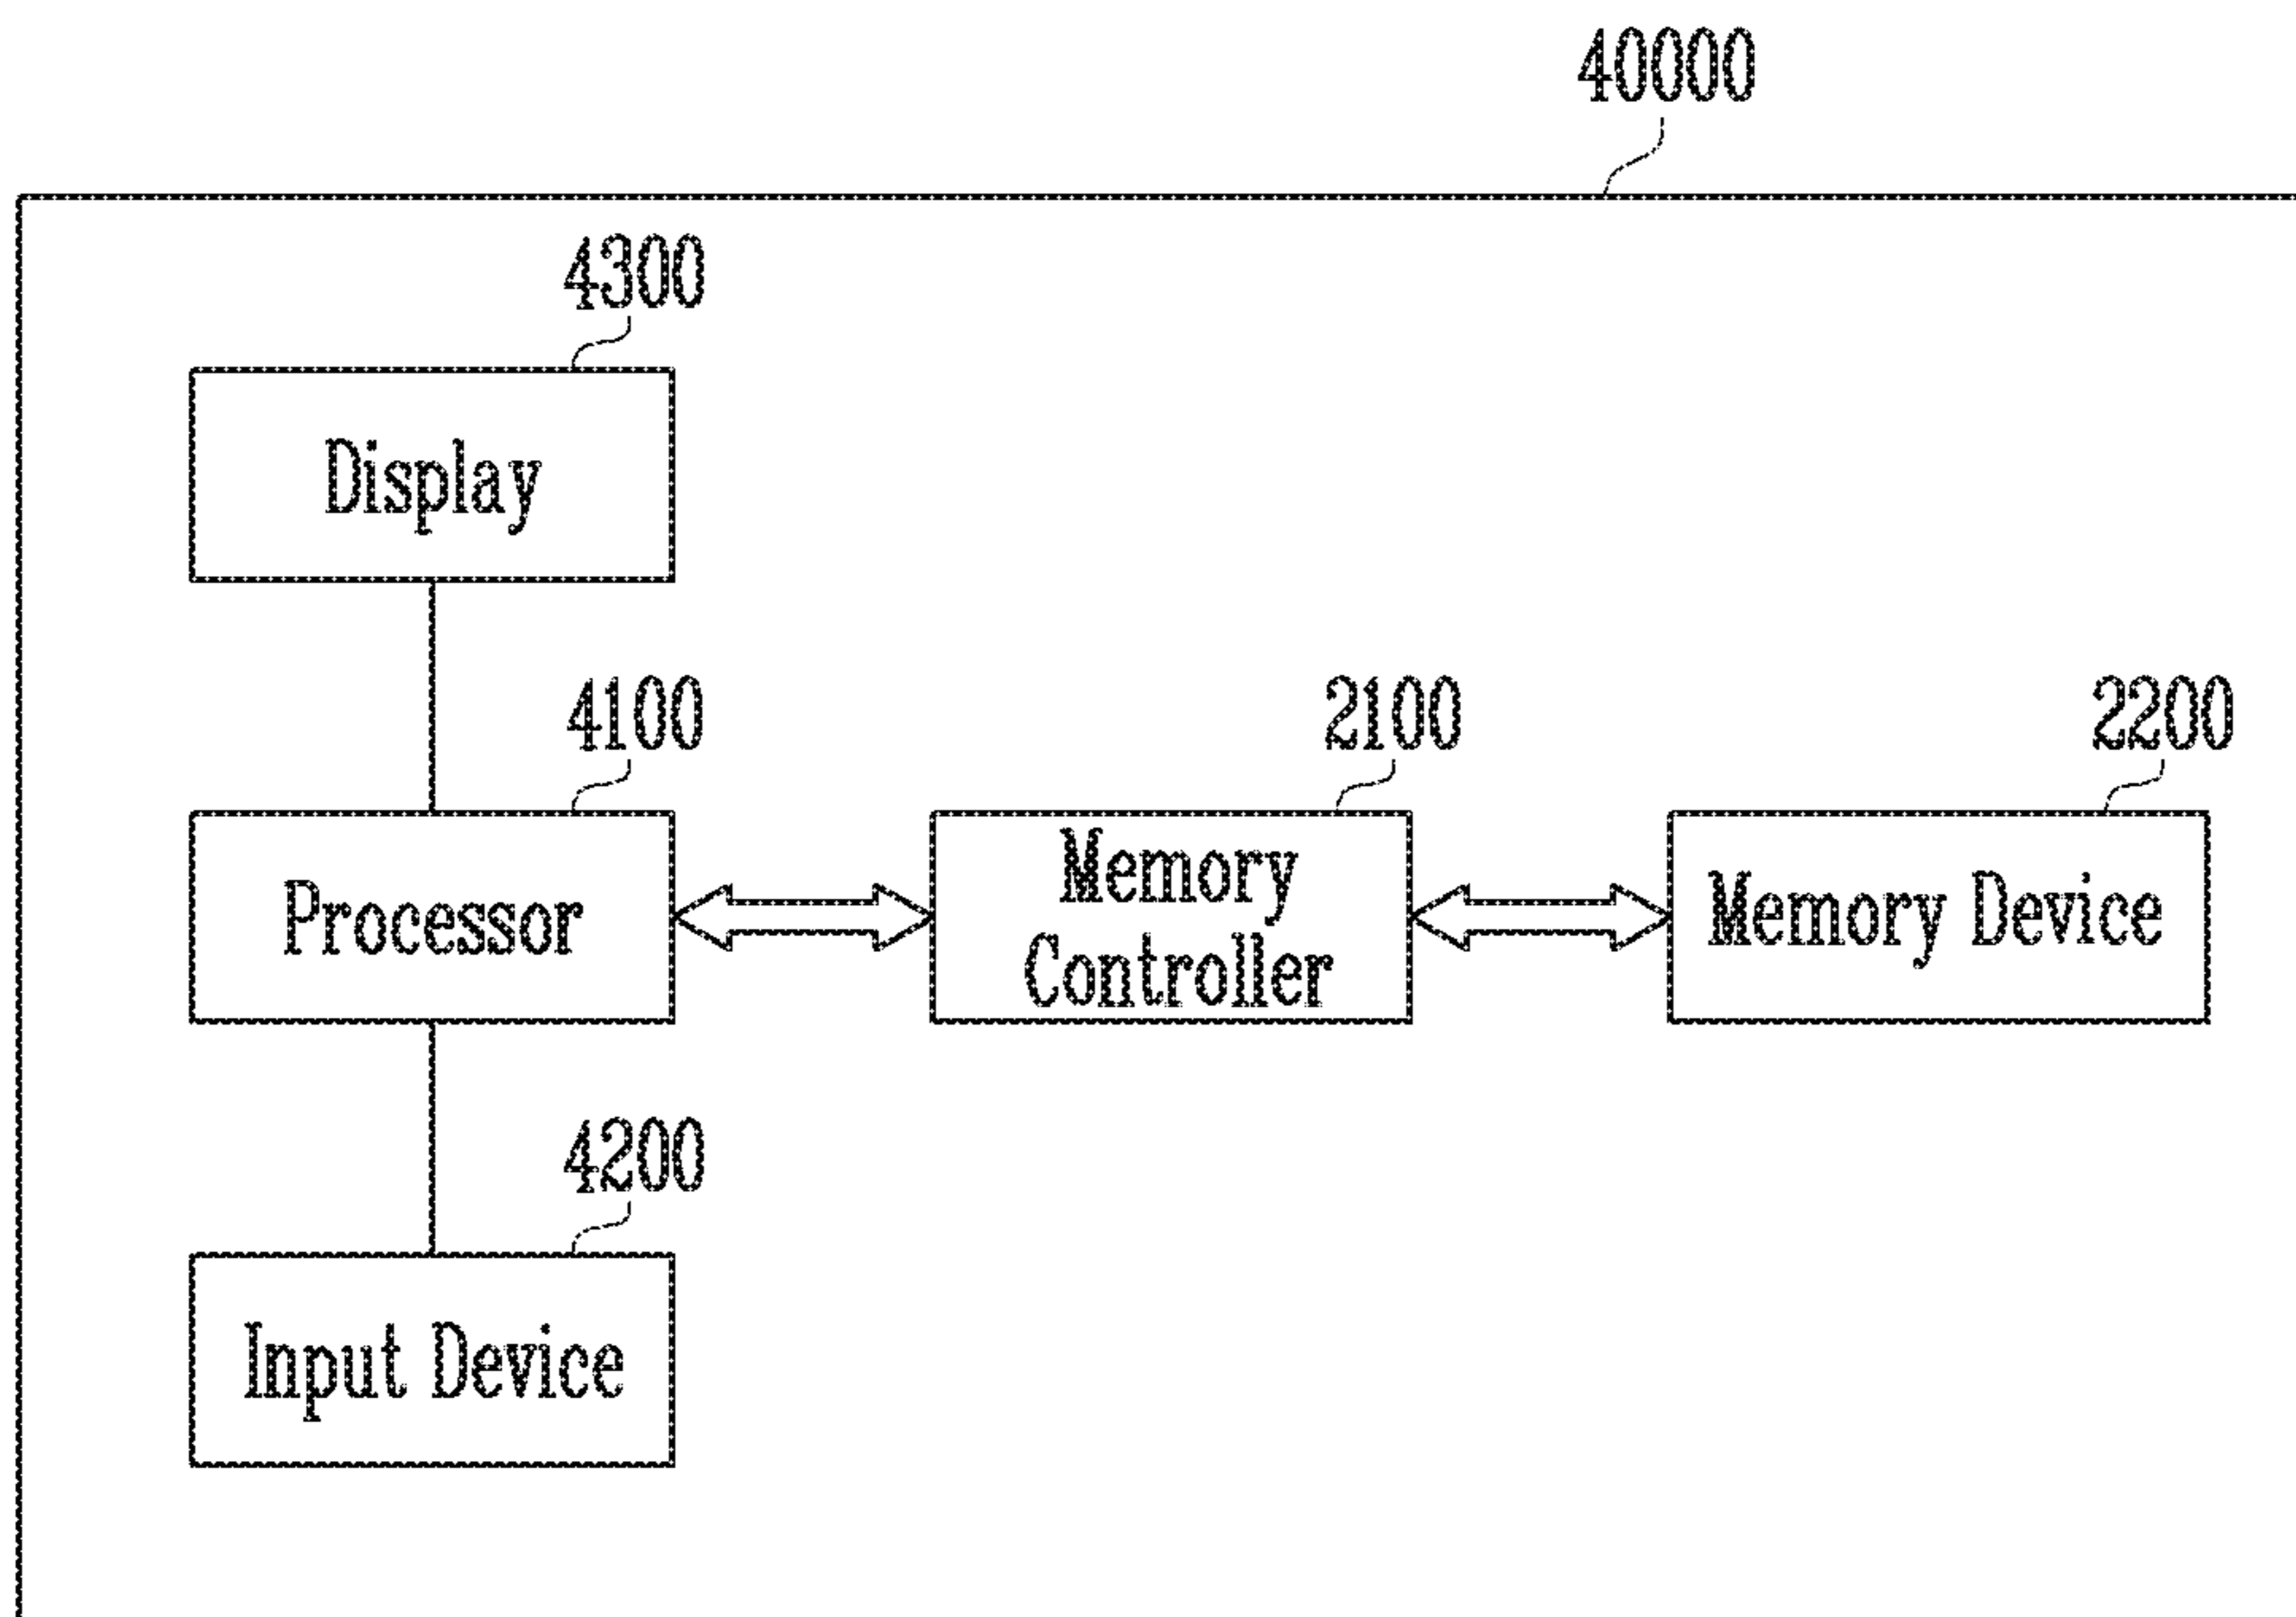 40000
4300
Display
4100
2100
2200
Processor
Memory
Controller
Memory Device
4200
Input Device